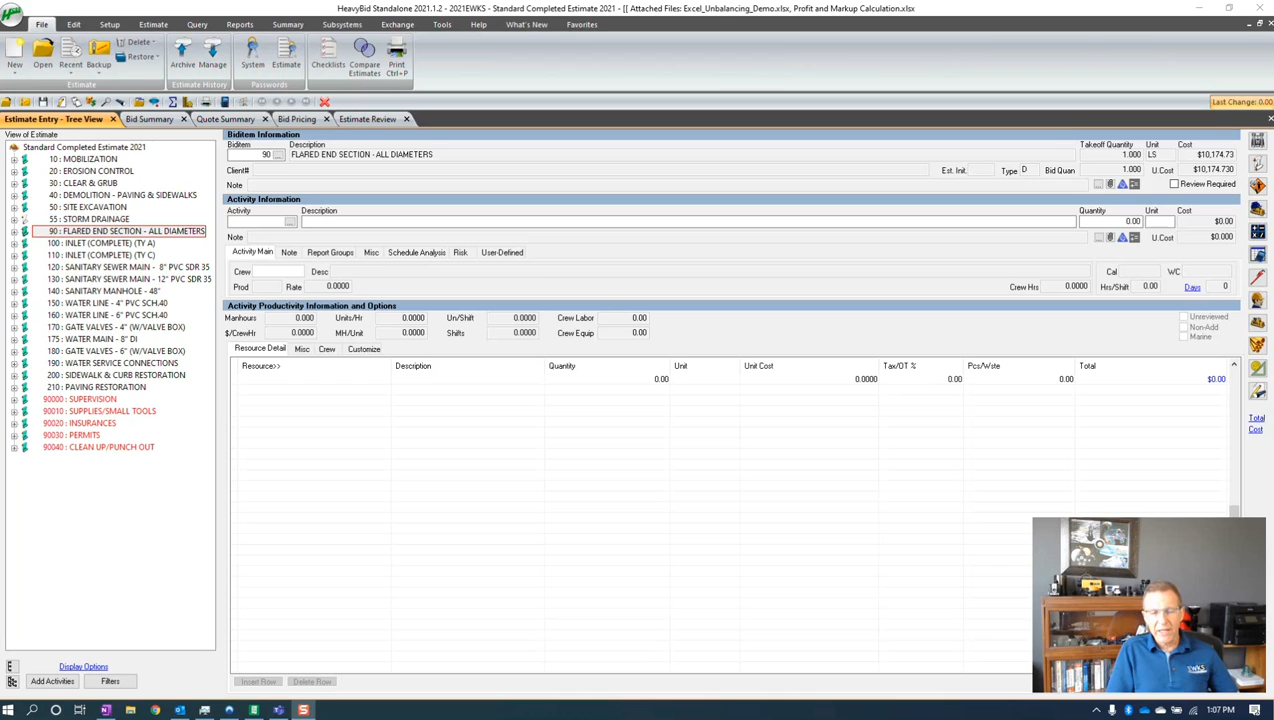 HeavyBid Standalone 2021.1.2 - 2021EWKS - Standard Completed Estimate 2021 - [[ Attached Files: Excel_Unbalancing_Demo.xlsx, Profit and Markup Calculation.xlsx]
File Edit Setup Estimate Query Reports Summary Subsystems Exchange Tools Help What's New Favorites
New Open Recent Backup Delete Restore Archive Manage System Estimate Checklists Compare Estimates Print Ctrl+P
Estimate Estimate History Passwords
Last Change: 0.00
Estimate Entry - Tree View Bid Summary Quote Summary Bid Pricing Estimate Review
View of Estimate
Standard Completed Estimate 2021
10 : MOBILIZATION
20 : EROSION CONTROL
30 : CLEAR & GRUB
40 : DEMOLITION - PAVING & SIDEWALKS
50 : SITE EXCAVATION
55 : STORM DRAINAGE
90 : FLARED END SECTION - ALL DIAMETERS
100 : INLET (COMPLETE) (TY A)
110 : INLET (COMPLETE) (TY C)
120 : SANITARY SEWER MAIN - 8" PVC SDR 35
130 : SANITARY SEWER MAIN - 12" PVC SDR 35
140 : SANITARY MANHOLE - 48"
150 : WATER LINE - 4" PVC SCH.40
160 : WATER LINE - 6" PVC SCH.40
170 : GATE VALVES - 4" (W/VALVE BOX)
175 : WATER MAIN - 8" DI
180 : GATE VALVES - 6" (W/VALVE BOX)
190 : WATER SERVICE CONNECTIONS
200 : SIDEWALK & CURB RESTORATION
210 : PAVING RESTORATION
90000 : SUPERVISION
90010 : SUPPLIES/SMALL TOOLS
90020 : INSURANCES
90030 : PERMITS
90040 : CLEAN UP/PUNCH OUT
Display Options
Add Activities Filters
Biditem Information
Biditem Description Takeoff Quantity Unit Cost
90 ... FLARED END SECTION - ALL DIAMETERS 1.000 LS $10,174.73
Client# Est. Init. Type D Bid Quan 1.000 U.Cost $10,174.730
Note Review Required
Activity Information
Activity Description Quantity Unit Cost
... 0.00 $0.00
Note U.Cost $0.000
Activity Main Note Report Groups Misc Schedule Analysis Risk User-Defined
Crew Desc Cal WC
Prod Rate 0.0000 Crew Hrs 0.0000 Hrs/Shift 0.00 Days 0
Activity Productivity Information and Options
Manhours 0.000 Units/Hr 0.0000 Un/Shift 0.0000 Crew Labor 0.00 Unreviewed
Non-Add
$/CrewHr 0.0000 MH/Unit 0.0000 Shifts 0.0000 Crew Equip 0.00 Marine
Resource Detail Misc Crew Customize
Resource>> Description Quantity Unit Unit Cost Tax/OT % Pcs/Wste Total
0.00 0.0000 0.00 0.00 $0.00
Total Cost
Insert Row Delete Row
EWKS
1:07 PM